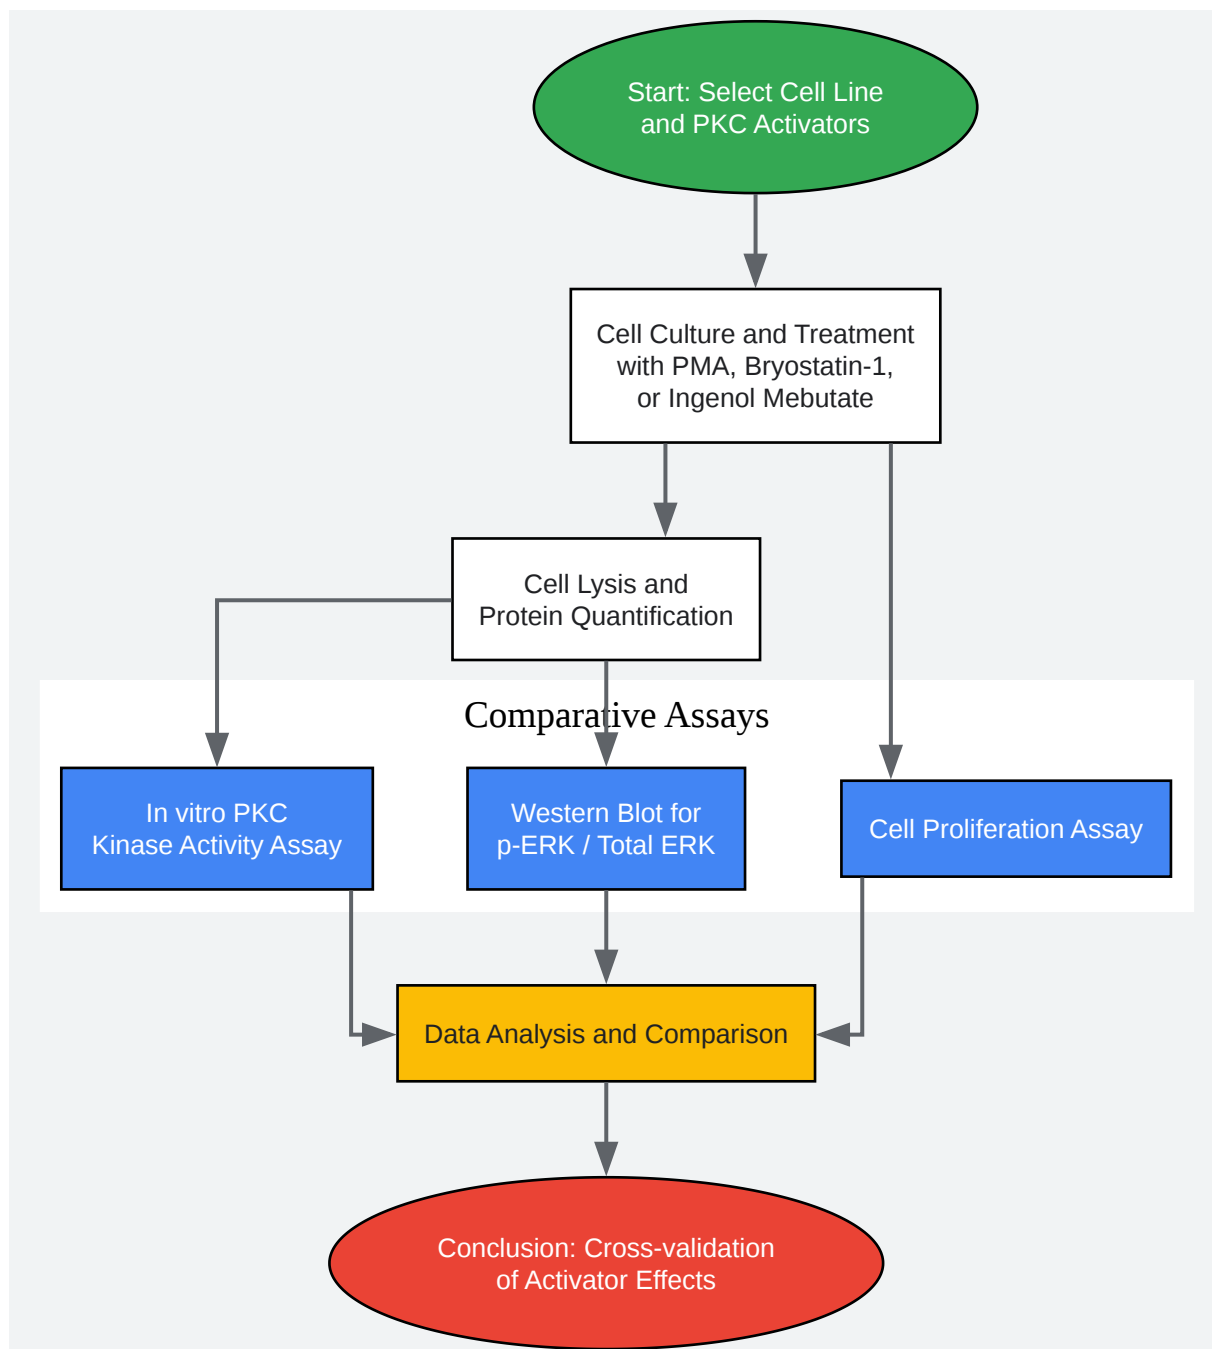 Start: Select Cell Line
and PKC Activators
Cell Culture and Treatment
with PMA, Bryostatin-1,
or Ingenol Mebutate
Cell Lysis and
Protein Quantification
Comparative Assays
In vitro PKC
Kinase Activity Assay
Western Blot for
p-ERK / Total ERK
Cell Proliferation Assay
Data Analysis and Comparison
Conclusion: Cross-validation
of Activator Effects